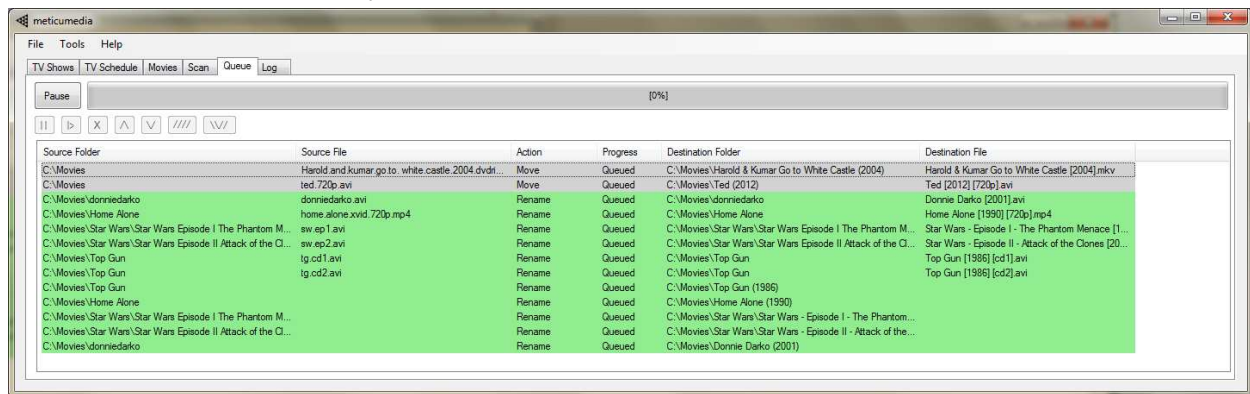 meticumedia
File Tools Help
TV Shows TV Schedule Movies Scan Queue Log
Pause [0%]
Source Folder Source File Action Progress Destination Folder Destination File
C:\Movies Harold.and.kumar.go.to. white.castle.2004.dvdri... Move Queued C:\Movies\Harold & Kumar Go to White Castle (2004) Harold & Kumar Go to White Castle [2004].mkv
C:\Movies ted.720p.avi Move Queued C:\Movies\Ted (2012) Ted [2012] [720p].avi
C:\Movies\donniedarko donniedarko.avi Rename Queued C:\Movies\donniedarko Donnie Darko [2001].avi
C:\Movies\Home Alone home.alone.xvid.720p.mp4 Rename Queued C:\Movies\Home Alone Home Alone [1990] [720p].mp4
C:\Movies\Star Wars\Star Wars Episode I The Phantom M... sw.ep1.avi Rename Queued C:\Movies\Star Wars\Star Wars Episode I The Phantom M... Star Wars - Episode I - The Phantom Menace [1...
C:\Movies\Star Wars\Star Wars Episode II Attack of the Cl... sw.ep2.avi Rename Queued C:\Movies\Star Wars\Star Wars Episode II Attack of the Cl... Star Wars - Episode II - Attack of the Clones [20...
C:\Movies\Top Gun tg.cd1.avi Rename Queued C:\Movies\Top Gun Top Gun [1986] [cd1].avi
C:\Movies\Top Gun tg.cd2.avi Rename Queued C:\Movies\Top Gun Top Gun [1986] [cd2].avi
C:\Movies\Top Gun Rename Queued C:\Movies\Top Gun (1986)
C:\Movies\Home Alone Rename Queued C:\Movies\Home Alone (1990)
C:\Movies\Star Wars\Star Wars Episode I The Phantom M... Rename Queued C:\Movies\Star Wars\Star Wars - Episode I - The Phantom...
C:\Movies\Star Wars\Star Wars Episode II Attack of the Cl... Rename Queued C:\Movies\Star Wars\Star Wars - Episode II - Attack of the...
C:\Movies\donniedarko Rename Queued C:\Movies\Donnie Darko (2001)